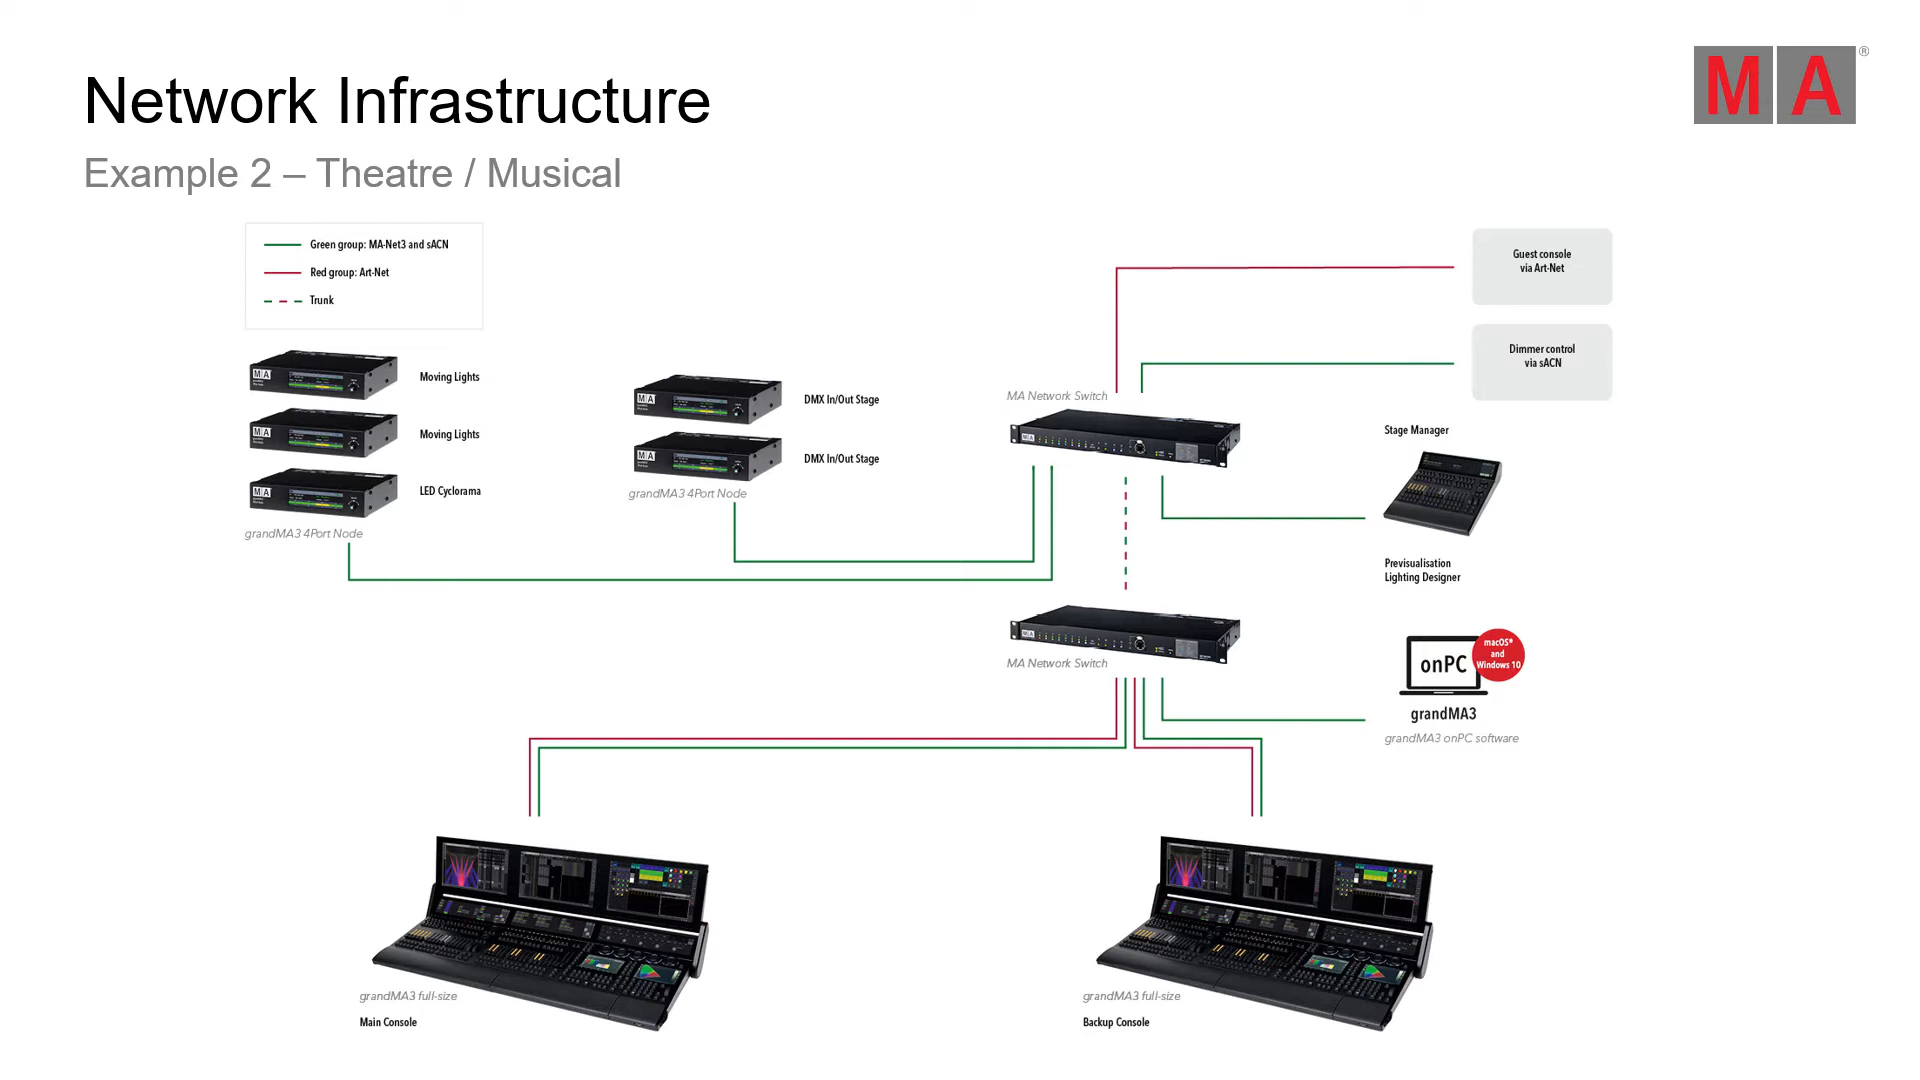 Network Infrastructure
Example 2 – Theatre / Musical
M A ®
Green group: MA-Net3 and sACN
Red group: Art-Net
Trunk
Guest console
via Art-Net
Dimmer control
via sACN
Moving Lights
Moving Lights
LED Cyclorama
grandMA3 4Port Node
DMX In/Out Stage
DMX In/Out Stage
grandMA3 4Port Node
MA Network Switch
Stage Manager
Previsualisation
Lighting Designer
MA Network Switch
onPC
macOS®
and
Windows 10
grandMA3
grandMA3 onPC software
grandMA3 full-size
Main Console
grandMA3 full-size
Backup Console